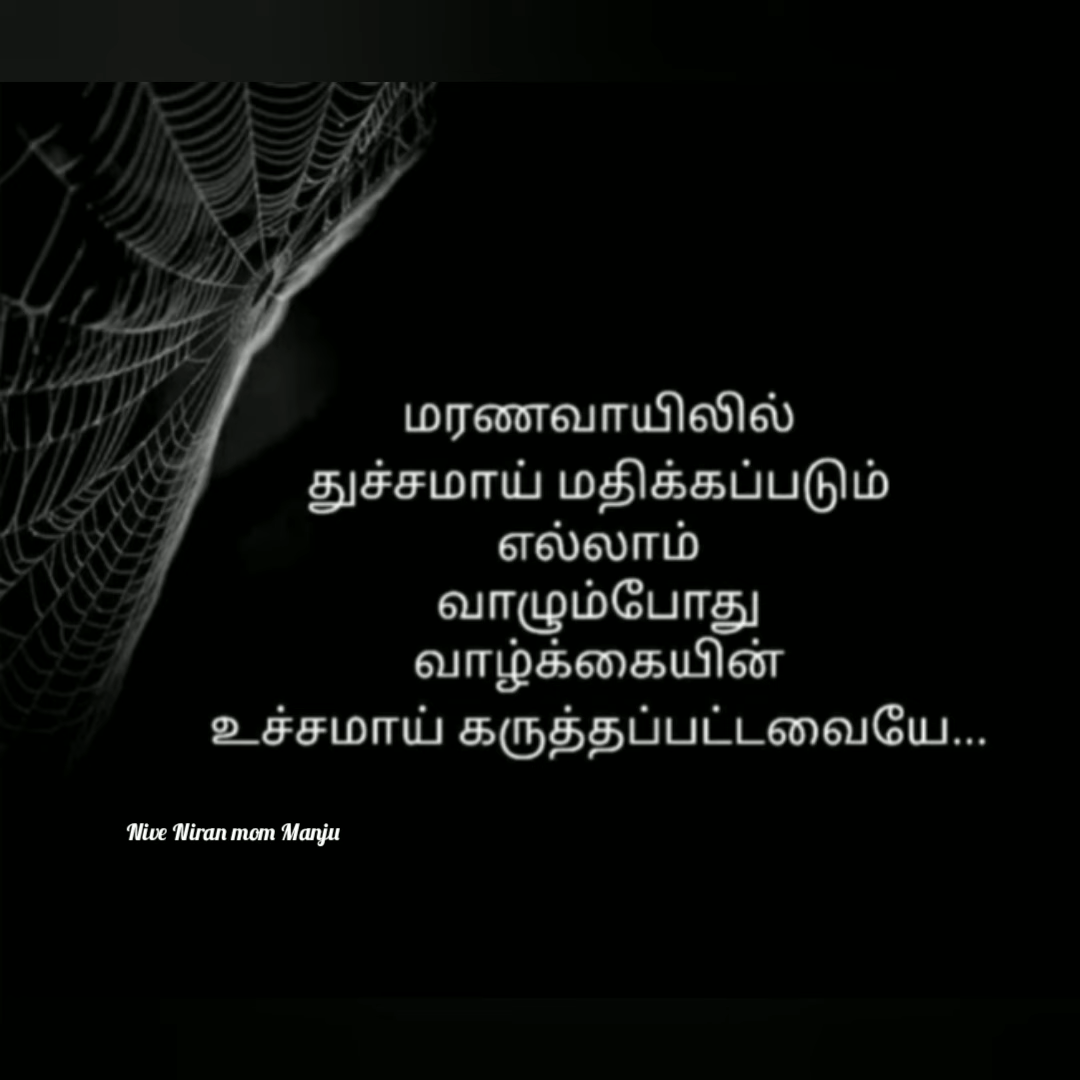 மரணவாயிலில்
துச்சமாய் மதிக்கப்படும்
எல்லாம்
வாழும்போது
வாழ்க்கையின்
உச்சமாய் கருத்தப்பட்டவையே...
Nive Niran mom Manju